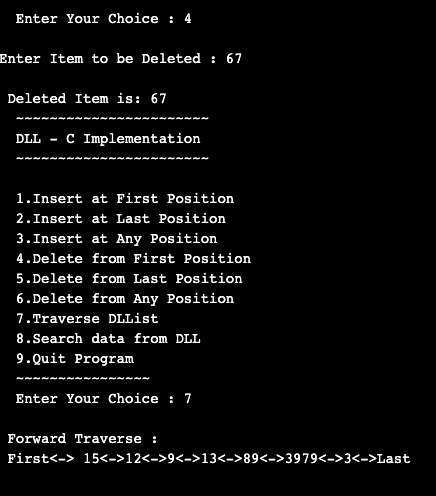 Enter Your Choice : 4
Enter Item to be Deleted : 67
Deleted Item is: 67
~~~~~~~~~~~~~~~~~~~~~~~
DLL - C Implementation
~~~~~~~~~~~~~~~~~~~~~~~
1.Insert at First Position
2.Insert at Last Position
3.Insert at Any Position
4.Delete from First Position
5.Delete from Last Position
6.Delete from Any Position
7.Traverse DLList
8.Search data from DLL
9.Quit Program
~~~~~~~~~~~~~~~~
Enter Your Choice : 7
Forward Traverse :
First<-> 15<->12<->9<->13<->89<->3979<->3<->Last